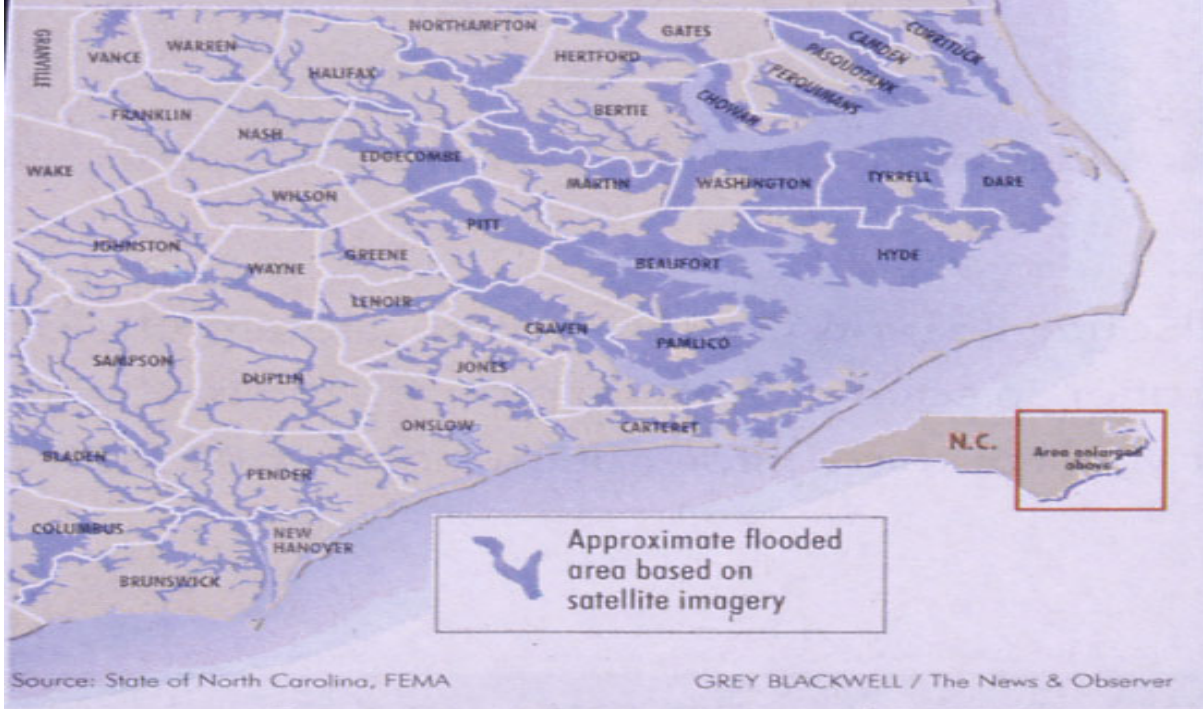 NORTHAMPTON
GATES
CAMDEN
CURRITUCK
GRANVILLE
VANCE
WARREN
HERTFORD
PASQUOTANK
HALIFAX
PERQUIMANS
CHOWAN
FRANKLIN
BERTIE
NASH
EDGECOMBE
WAKE
MARTIN
WASHINGTON
TYRRELL
DARE
WILSON
PITT
JOHNSTON
GREENE
WAYNE
BEAUFORT
HYDE
LENOIR
CRAVEN
PAMLICO
SAMPSON
DUPLIN
JONES
ONSLOW
CARTERET
N.C.
Area enlarged
above
BLADEN
PENDER
COLUMBUS
NEW
HANOVER
BRUNSWICK
Approximate flooded
area based on
satellite imagery
Source: State of North Carolina, FEMA
GREY BLACKWELL / The News & Observer